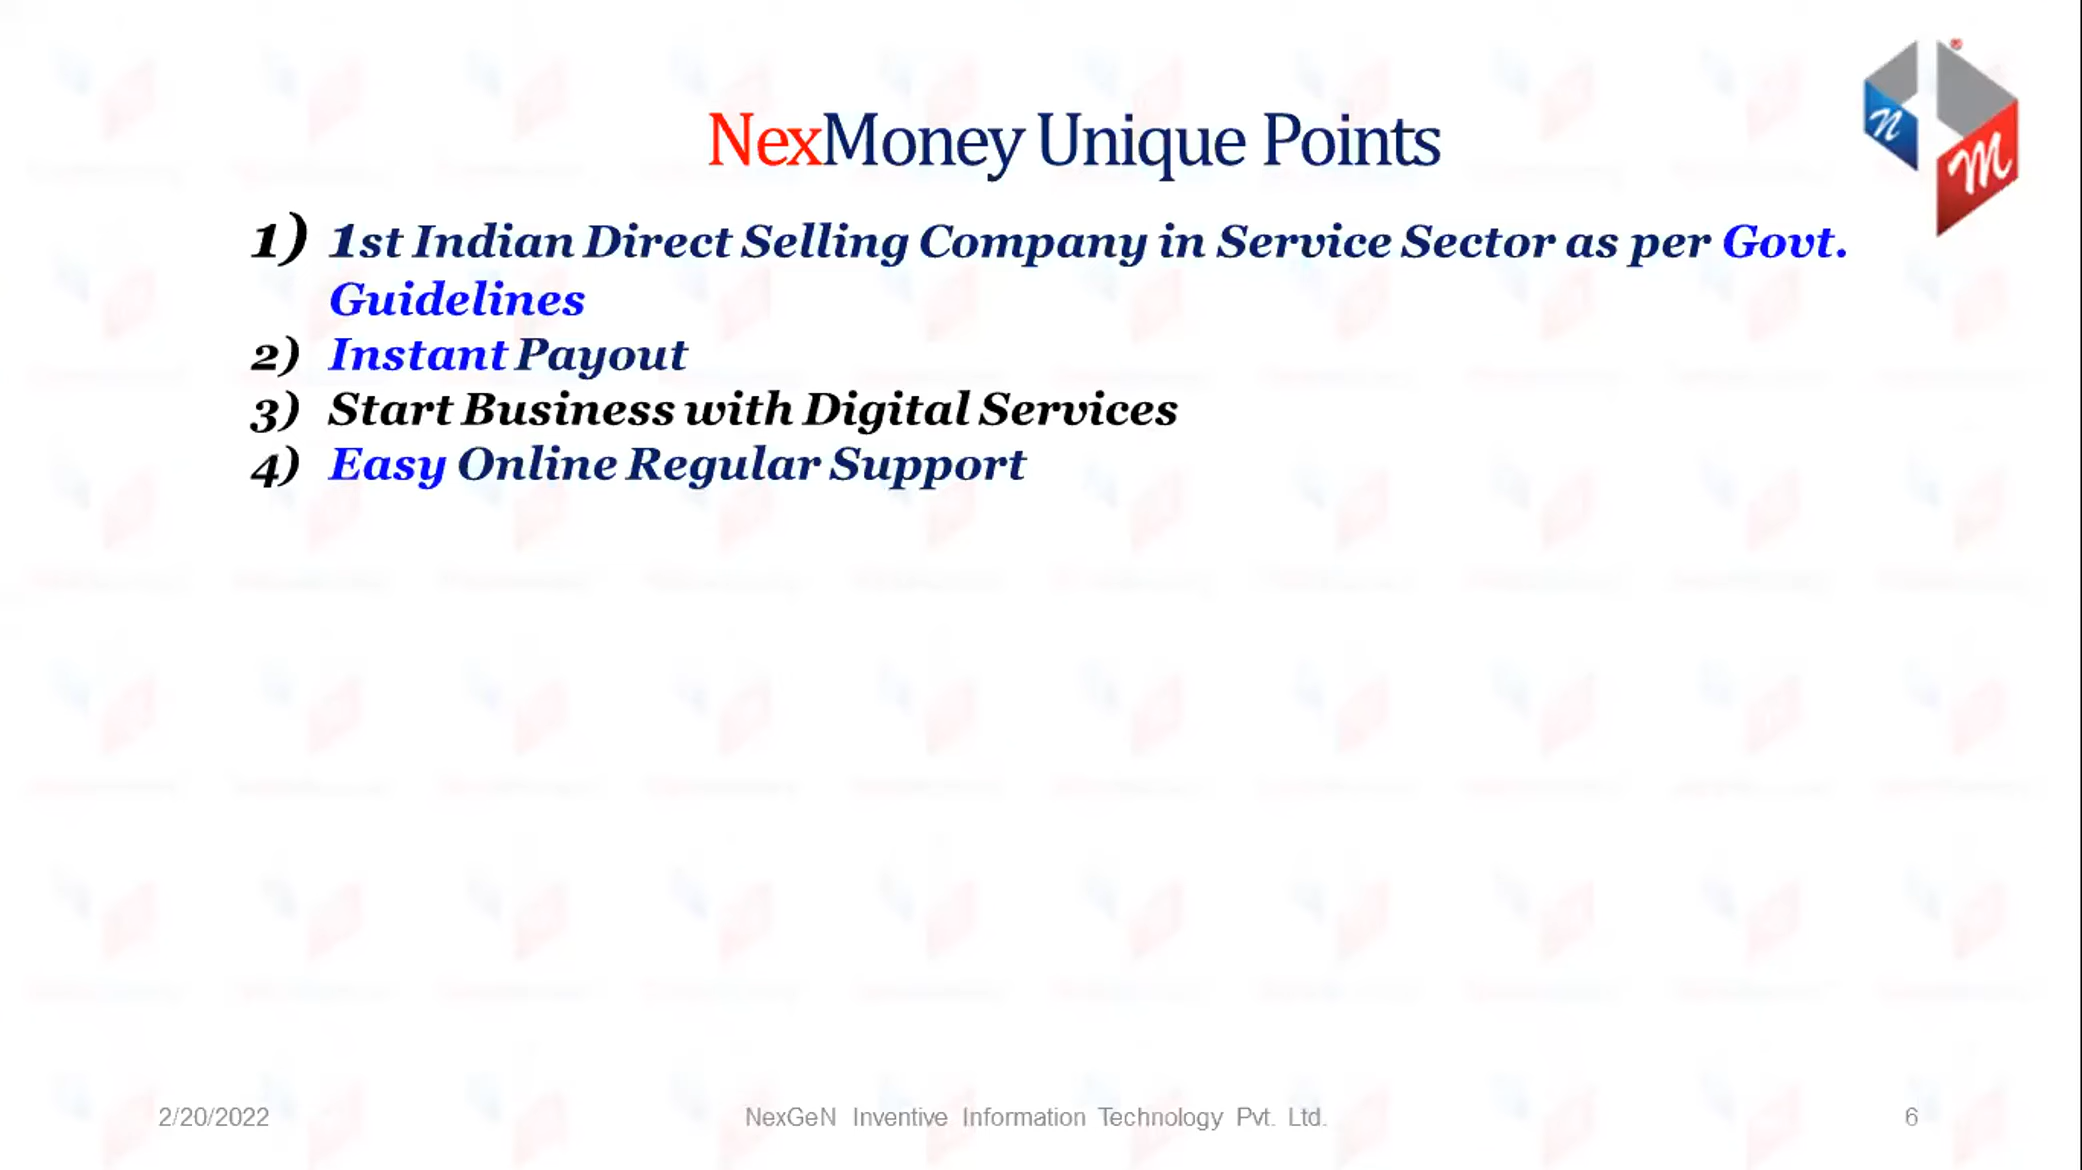 NexMoney Unique Points
n
m
1) 1st Indian Direct Selling Company in Service Sector as per Govt.
Guidelines
2) Instant Payout
3) Start Business with Digital Services
4) Easy Online Regular Support
2/20/2022
NexGeN Inventive Information Technology Pvt. Ltd.
6